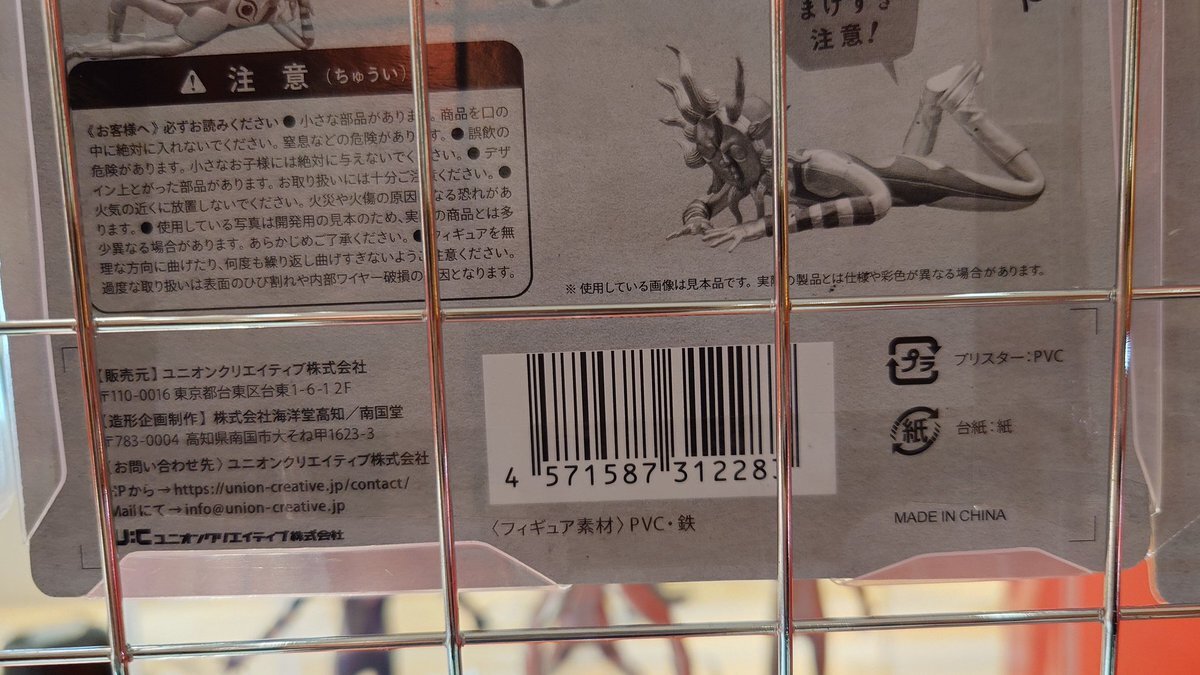 まげすぎ
注意!
注意(ちゅうい)
《お客様へ》必ずお読みください●小さな部品があります。商品を口の
中に絶対に入れないでください。窒息などの危険があります。●誤飲の
危険があります。小さなお子様には絶対に与えないでください。●デザ
イン上とがった部品があります。お取り扱いには十分ご注意ください。●
火気の近くに放置しないでください。火災や火傷の原因となる恐れがあ
ります。●使用している写真は開発用の見本のため、実際の商品とは多
少異なる場合があります。あらかじめご了承ください。●フィギュアを無
理な方向に曲げたり、何度も繰り返し曲げすぎないようご注意ください。
過度な取り扱いは表面のひび割れや内部ワイヤー破損の原因となります。
※使用している画像は見本品です。実際の製品とは仕様や彩色が異なる場合があります。
【販売元】ユニオンクリエイティブ株式会社
〒110-0016 東京都台東区台東1-6-1 2F
【造形企画制作】株式会社海洋堂高知/南国堂
〒783-0004 高知県南国市大そね甲1623-3
〈お問い合わせ先〉ユニオンクリエイティブ株式会社
HPから→https://union-creative.jp/contact/
Mailにて→info@union-creative.jp
U:C ユニオンクリエイティブ株式会社
4 571587 312283
〈フィギュア素材〉PVC・鉄
プラ ブリスター:PVC
紙 台紙:紙
MADE IN CHINA